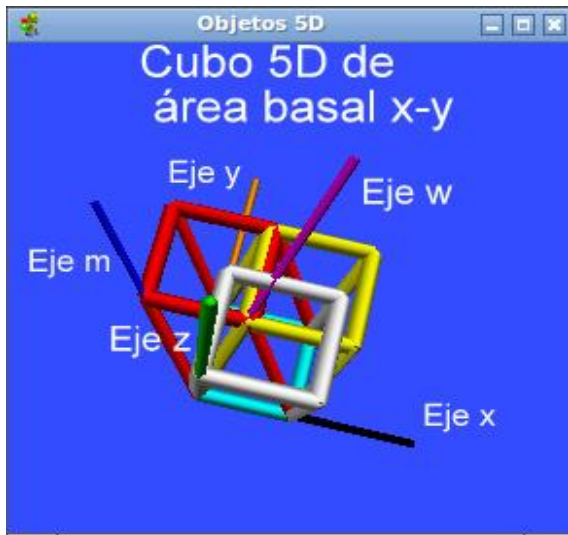 Objetos 5D
Cubo 5D de
área basal x-y
Eje y
Eje w
Eje m
Eje z
Eje x